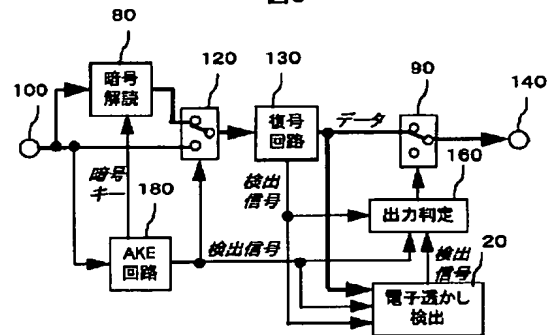 80
暗号
解読
100
120
130
復号
回路
データ
90
140
160
暗号
キー
180
検出
信号
出力判定
AKE
回路
検出信号
検出
信号
20
電子透かし
検出